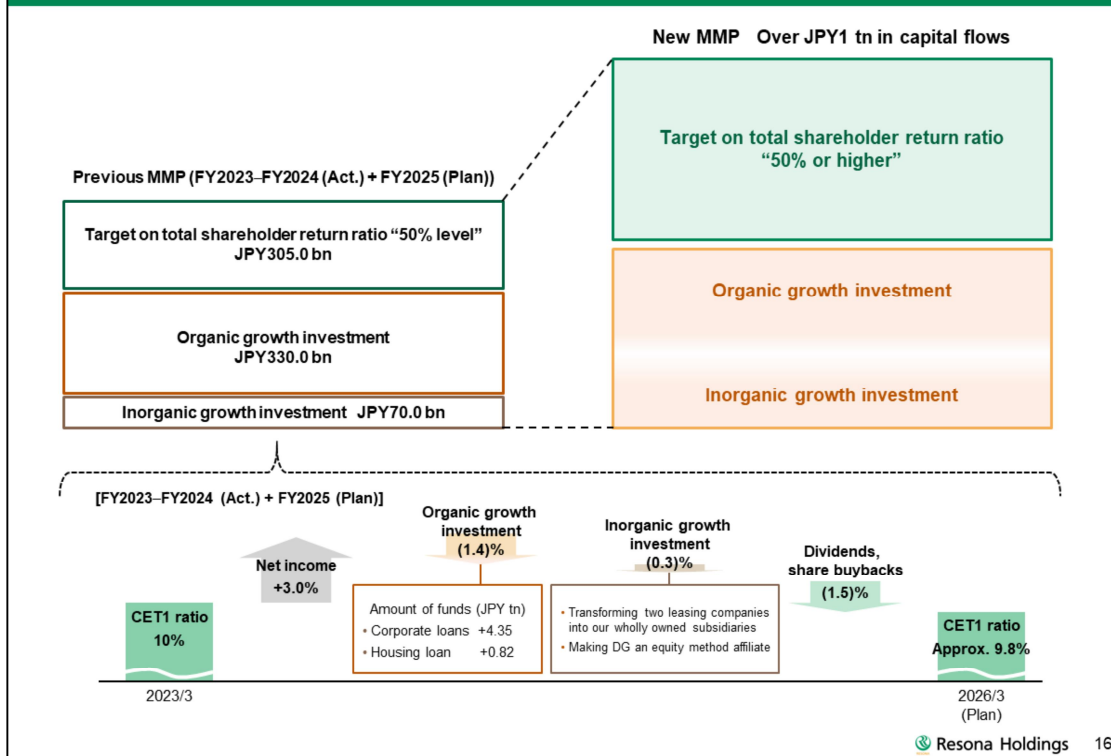 New MMP Over JPY1 tn in capital flows
Target on total shareholder return ratio
“50% or higher”
Organic growth investment
Inorganic growth investment
Previous MMP (FY2023–FY2024 (Act.) + FY2025 (Plan))
Target on total shareholder return ratio “50% level”
JPY305.0 bn
Organic growth investment
JPY330.0 bn
Inorganic growth investment JPY70.0 bn
[FY2023–FY2024 (Act.) + FY2025 (Plan)]
CET1 ratio
10%
2023/3
Net income
+3.0%
Organic growth
investment
(1.4)%
Amount of funds (JPY tn)
• Corporate loans +4.35
• Housing loan +0.82
Inorganic growth
investment
(0.3)%
• Transforming two leasing companies
into our wholly owned subsidiaries
• Making DG an equity method affiliate
Dividends,
share buybacks
(1.5)%
CET1 ratio
Approx. 9.8%
2026/3
(Plan)
Resona Holdings 16